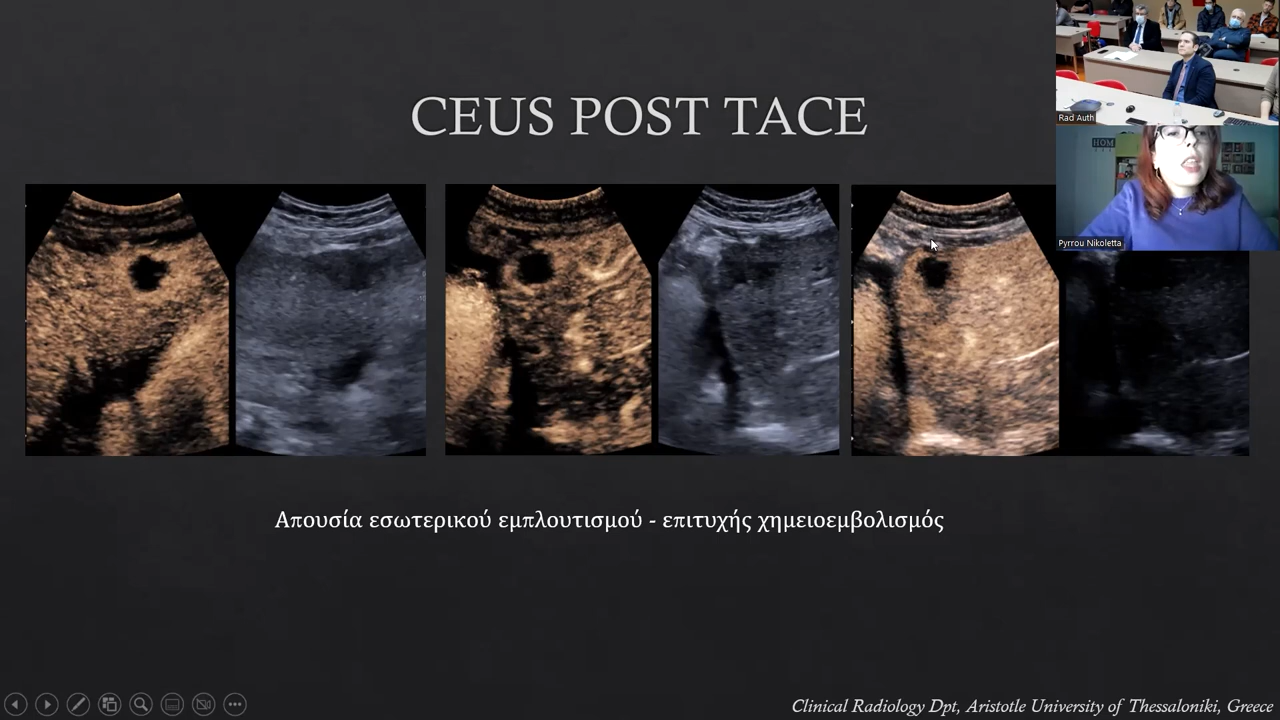 CEUS POST TACE
Rad Auth
HOME
Pyrrou Nikoletta
Απουσία εσωτερικού εμπλουτισμού - επιτυχής χημειοεμβολισμός
Clinical Radiology Dpt, Aristotle University of Thessaloniki, Greece